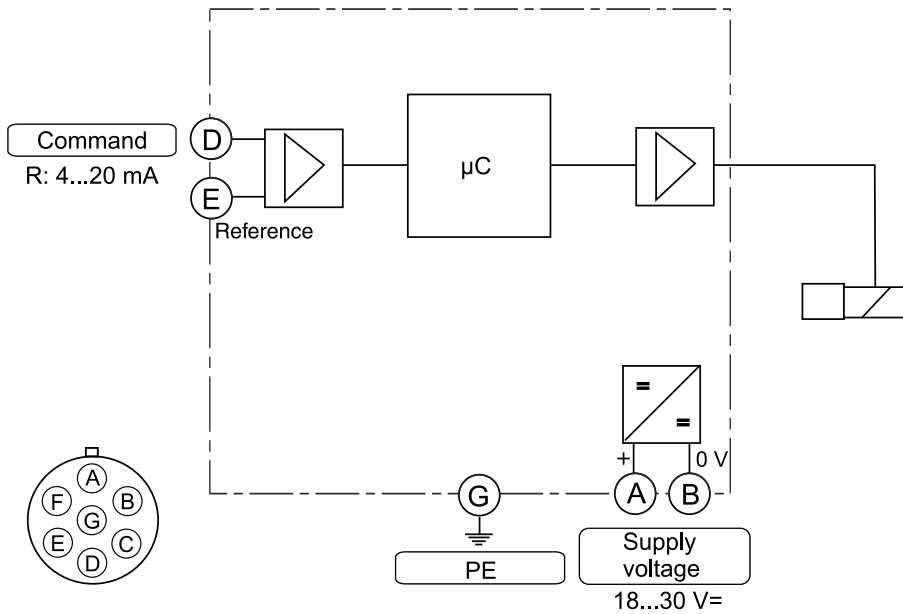 Command
R: 4...20 mA
D
E
Reference
µC
=
=
+
0 V
G
A
B
PE
Supply
voltage
18...30 V=
A
F
B
G
E
C
D